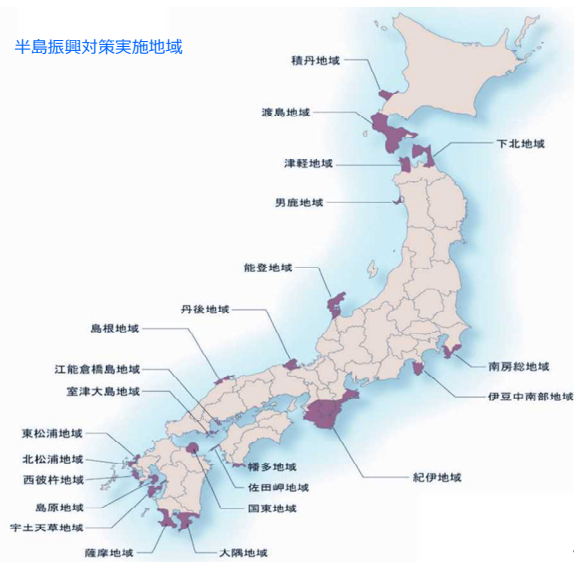 半島振興対策実施地域
積丹地域
渡島地域
下北地域
津軽地域
男鹿地域
能登地域
丹後地域
島根地域
南房総地域
江能倉橋島地域
伊豆中南部地域
室津大島地域
東松浦地域
北松浦地域
幡多地域
西彼杵地域
紀伊地域
佐田岬地域
島原地域
国東地域
宇土天草地域
薩摩地域
大隅地域